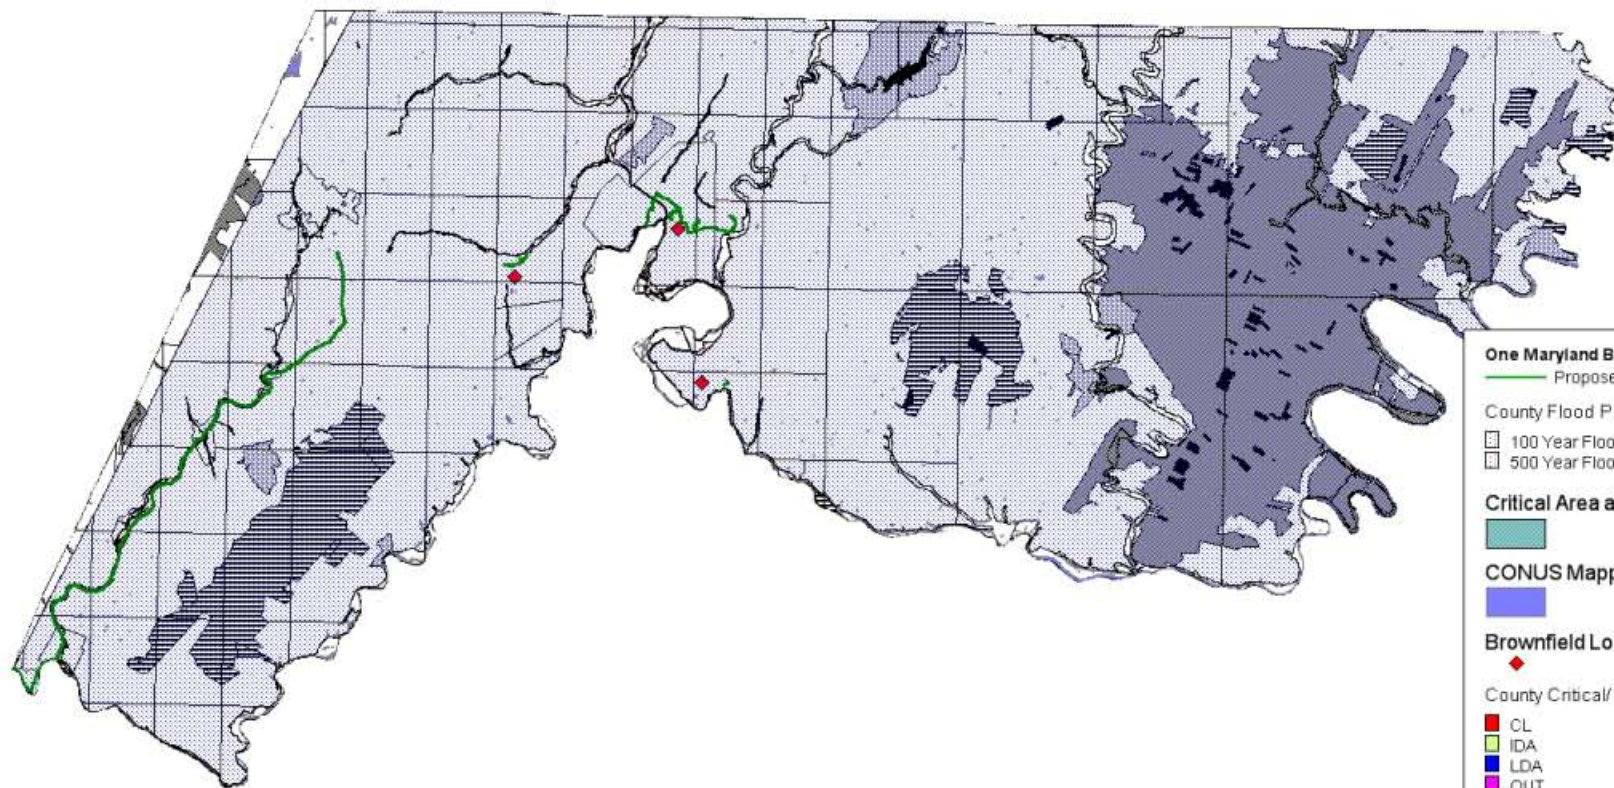 One Maryland B
Propose
County Flood P
100 Year Floo
500 Year Floo
Critical Area a
CONUS Mapp
Brownfield Lo
County Critical/
CL
IDA
LDA
OUT